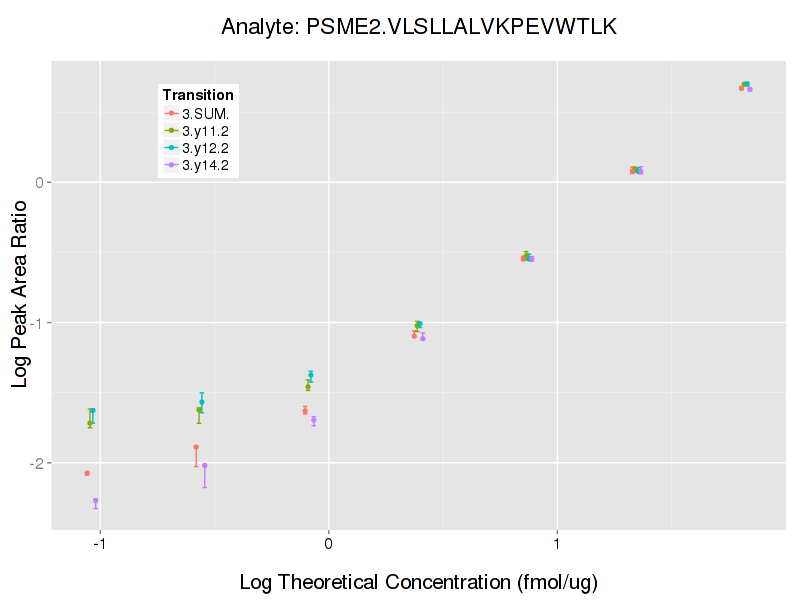 Analyte: PSME2.VLSLLALVKPEVWTLK
Transition
3.SUM.
3.y11.2
3.y12.2
3.y14.2
Log Peak Area Ratio
0
-1
-2
-1 0 1
Log Theoretical Concentration (fmol/ug)